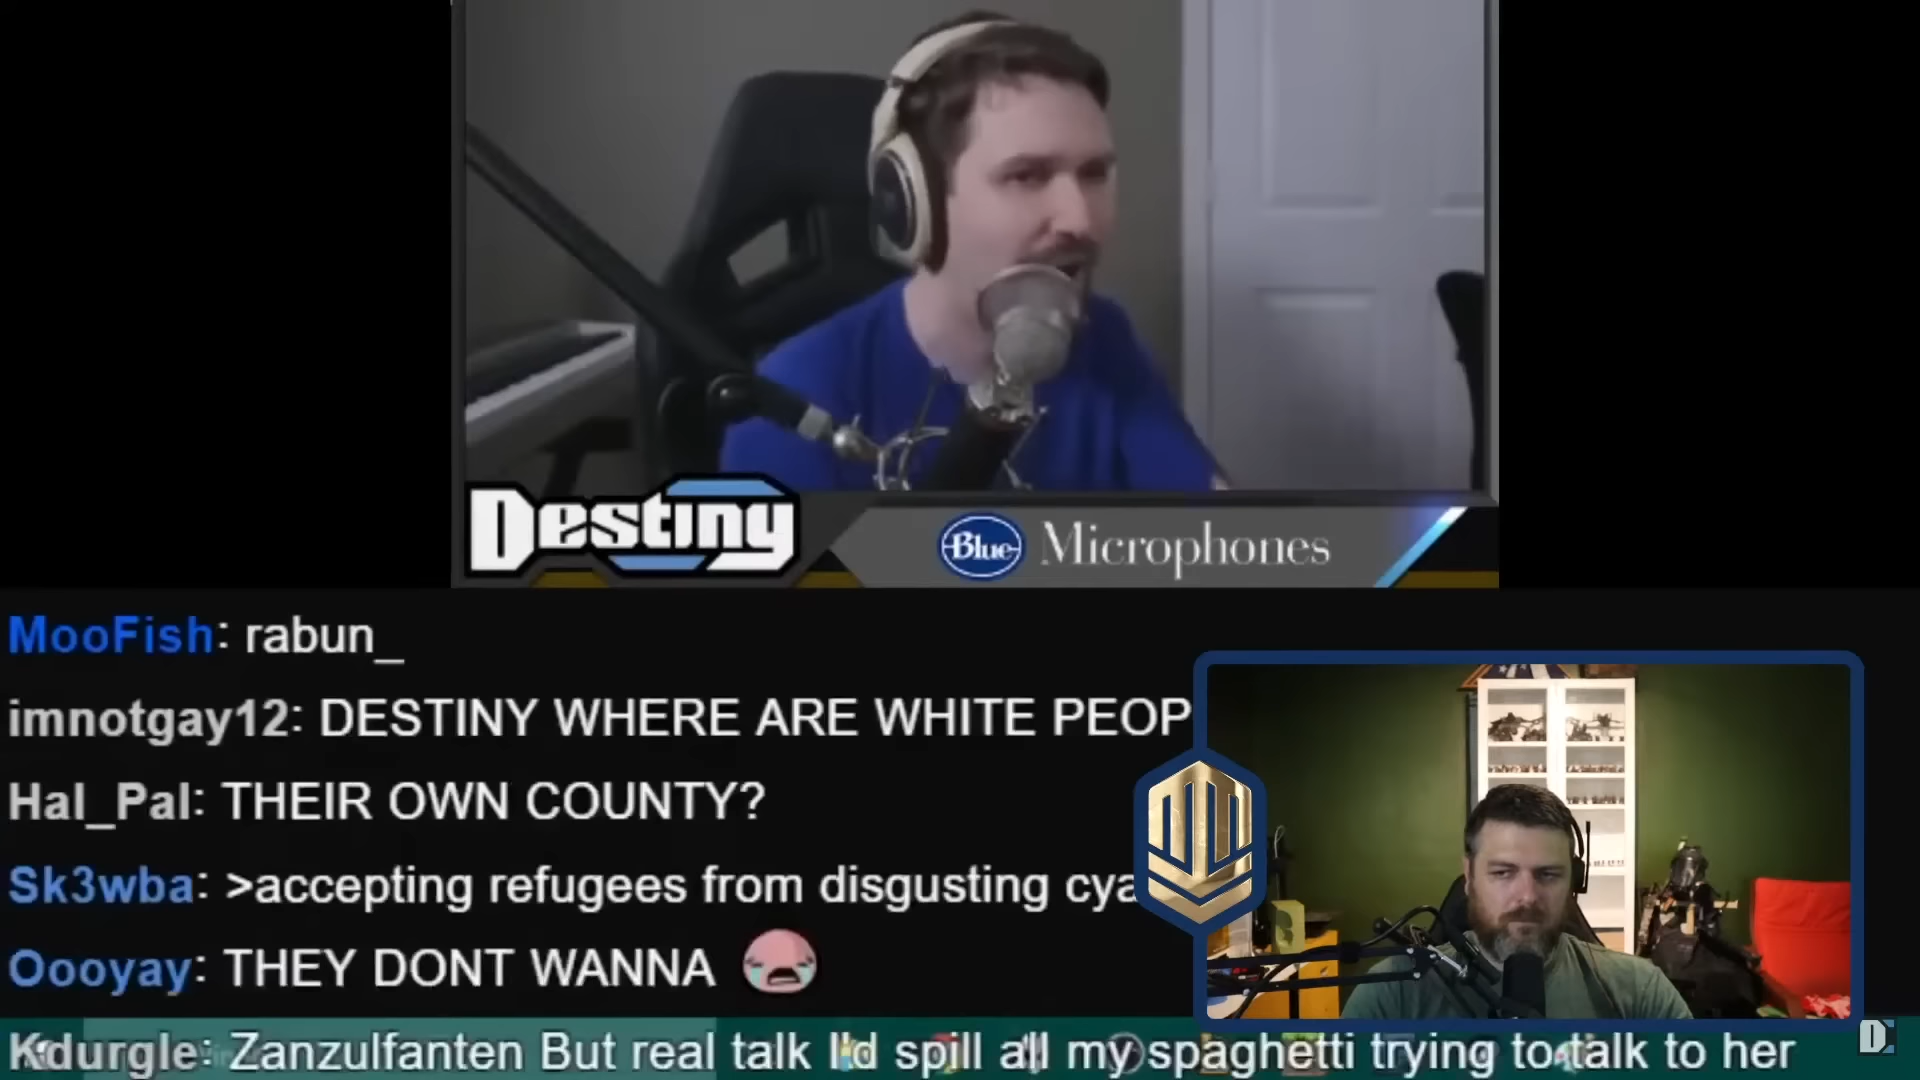 Destiny
Blue Microphones
MooFish: rabun_
imnotgay12: DESTINY WHERE ARE WHITE PEOP
Hal_Pal: THEIR OWN COUNTY?
Sk3wba: >accepting refugees from disgusting cya
Oooyay: THEY DONT WANNA
Kdurgle: Zanzulfanten But real talk I'd spill all my spaghetti trying to talk to her
D.